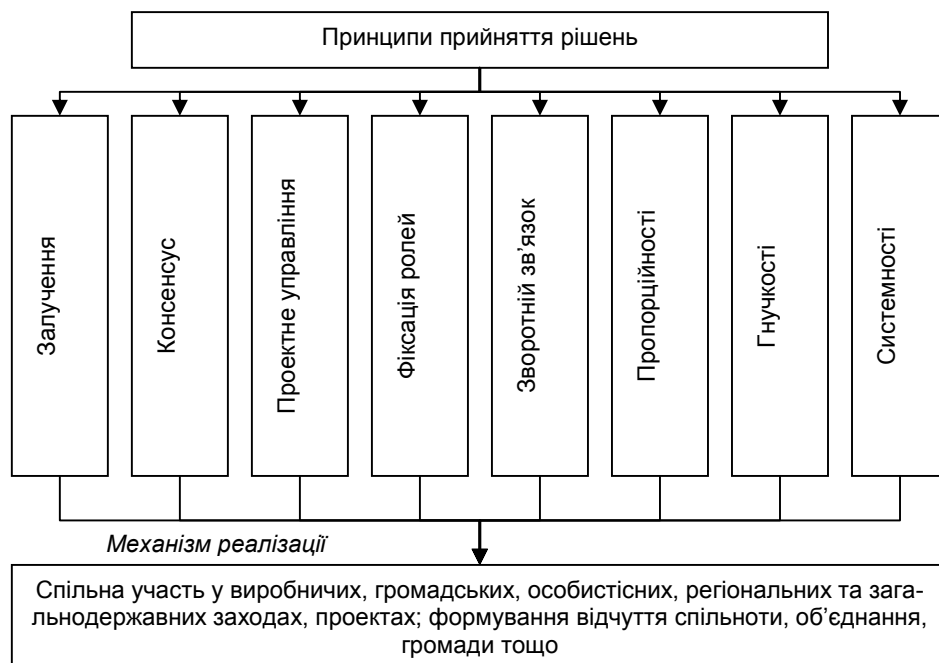 Принципи прийняття рішень
Залучення
Консенсус
Проектне управління
Фіксація ролей
Зворотній зв’язок
Пропорційності
Гнучкості
Системності
Механізм реалізації
Спільна участь у виробничих, громадських, особистісних, регіональних та зага-
льнодержавних заходах, проектах; формування відчуття спільноти, об’єднання,
громади тощо